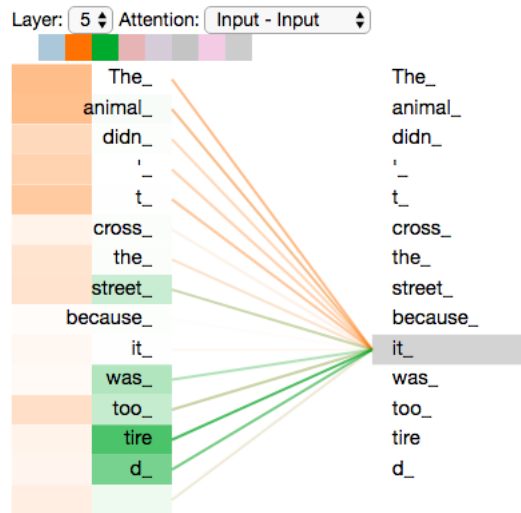 Layer: 5 Attention: Input - Input
The_ The_
animal_ animal_
didn_ didn_
'_ '_
t_ t_
cross_ cross_
the_ the_
street_ street_
because_ because_
it_ it_
was_ was_
too_ too_
tire tire
d_ d_